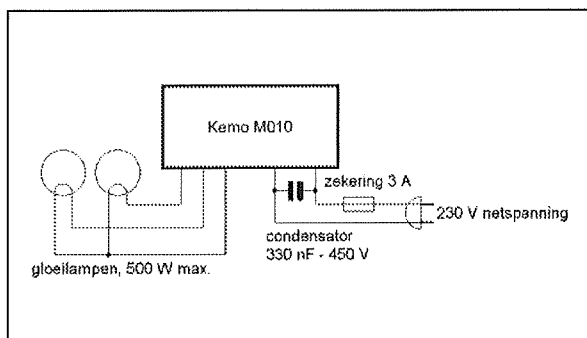 Kemo M010
zekering 3 A
230 V netspanning
condensator
330 nF - 450 V
gloeilampen, 500 W max.